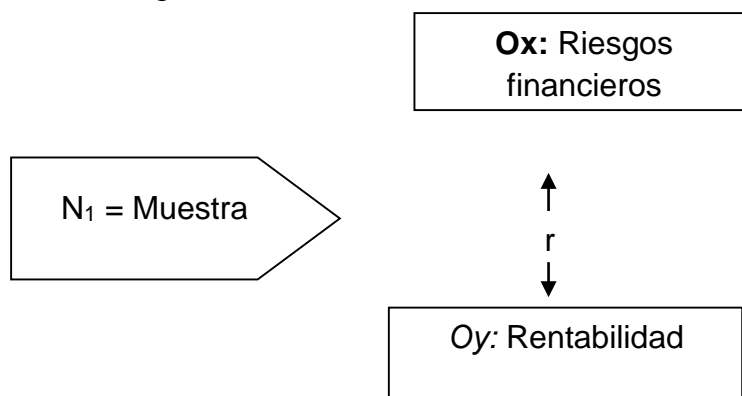 Ox: Riesgos
financieros
N₁ = Muestra
r
Oy: Rentabilidad